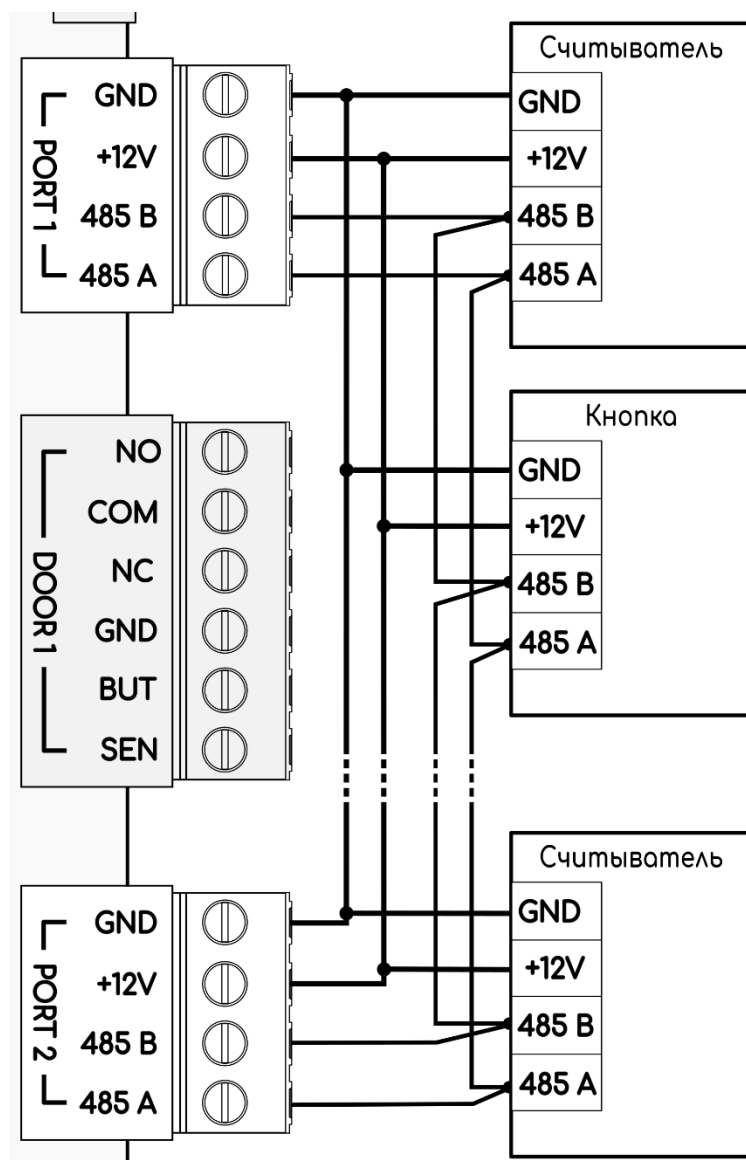 PORT 1
GND
+12V
485 B
485 A
Считыватель
GND
+12V
485 B
485 A
DOOR 1
NO
COM
NC
GND
BUT
SEN
Кнопка
GND
+12V
485 B
485 A
PORT 2
GND
+12V
485 B
485 A
Считыватель
GND
+12V
485 B
485 A